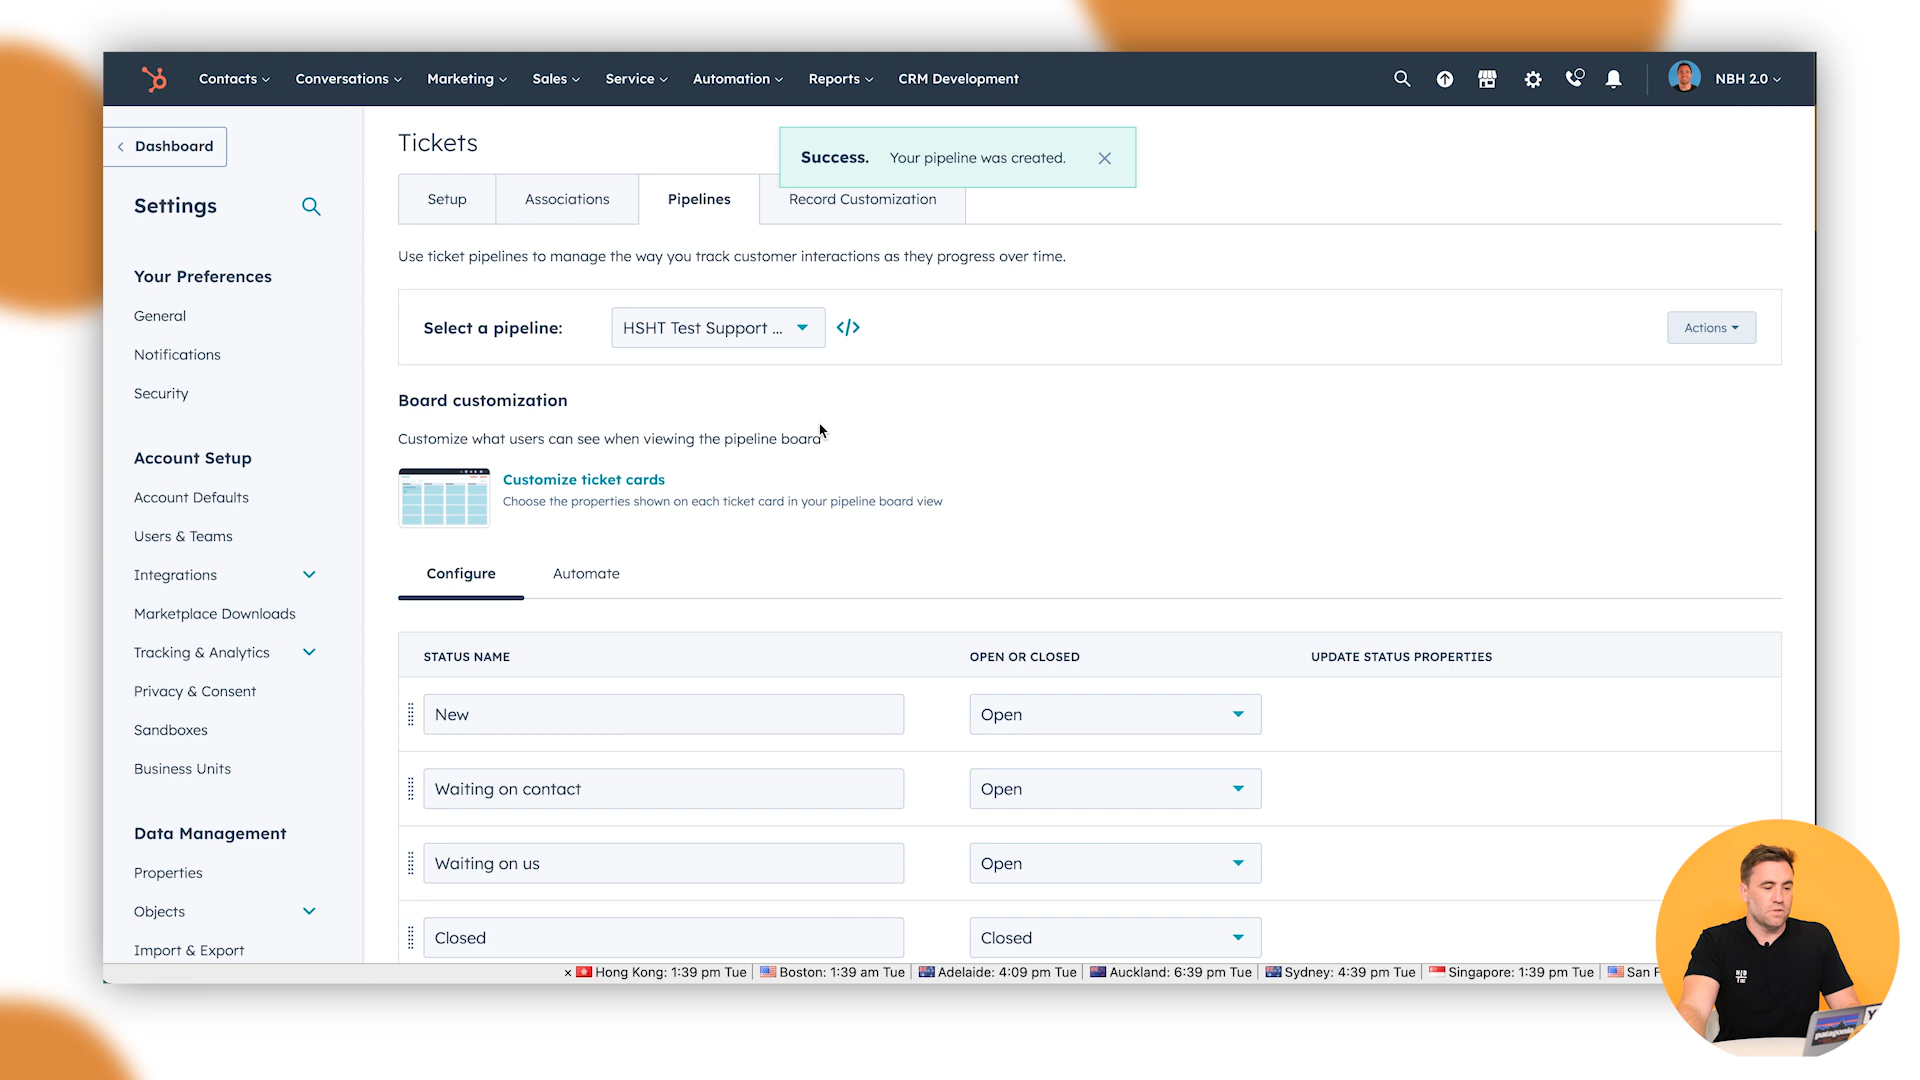 Contacts Conversations Marketing Sales Service Automation Reports CRM Development NBH 2.0
Dashboard
Settings
Your Preferences
General
Notifications
Security
Account Setup
Account Defaults
Users & Teams
Integrations
Marketplace Downloads
Tracking & Analytics
Privacy & Consent
Sandboxes
Business Units
Data Management
Properties
Objects
Import & Export
Tickets
Success. Your pipeline was created.
Setup Associations Pipelines Record Customization
Use ticket pipelines to manage the way you track customer interactions as they progress over time.
Select a pipeline: HSHT Test Support ... </> Actions
Board customization
Customize what users can see when viewing the pipeline board
Customize ticket cards
Choose the properties shown on each ticket card in your pipeline board view
Configure Automate
STATUS NAME OPEN OR CLOSED UPDATE STATUS PROPERTIES
New Open
Waiting on contact Open
Waiting on us Open
Closed Closed
× Hong Kong: 1:39 pm Tue Boston: 1:39 am Tue Adelaide: 4:09 pm Tue Auckland: 6:39 pm Tue Sydney: 4:39 pm Tue Singapore: 1:39 pm Tue San F
patagonia